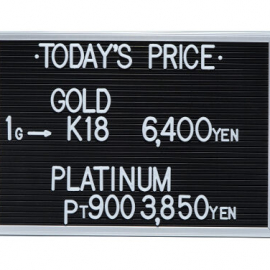 ·TODAY'S PRICE·
GOLD
1G→ K18 6,400YEN
PLATINUM
PT900 3,850YEN